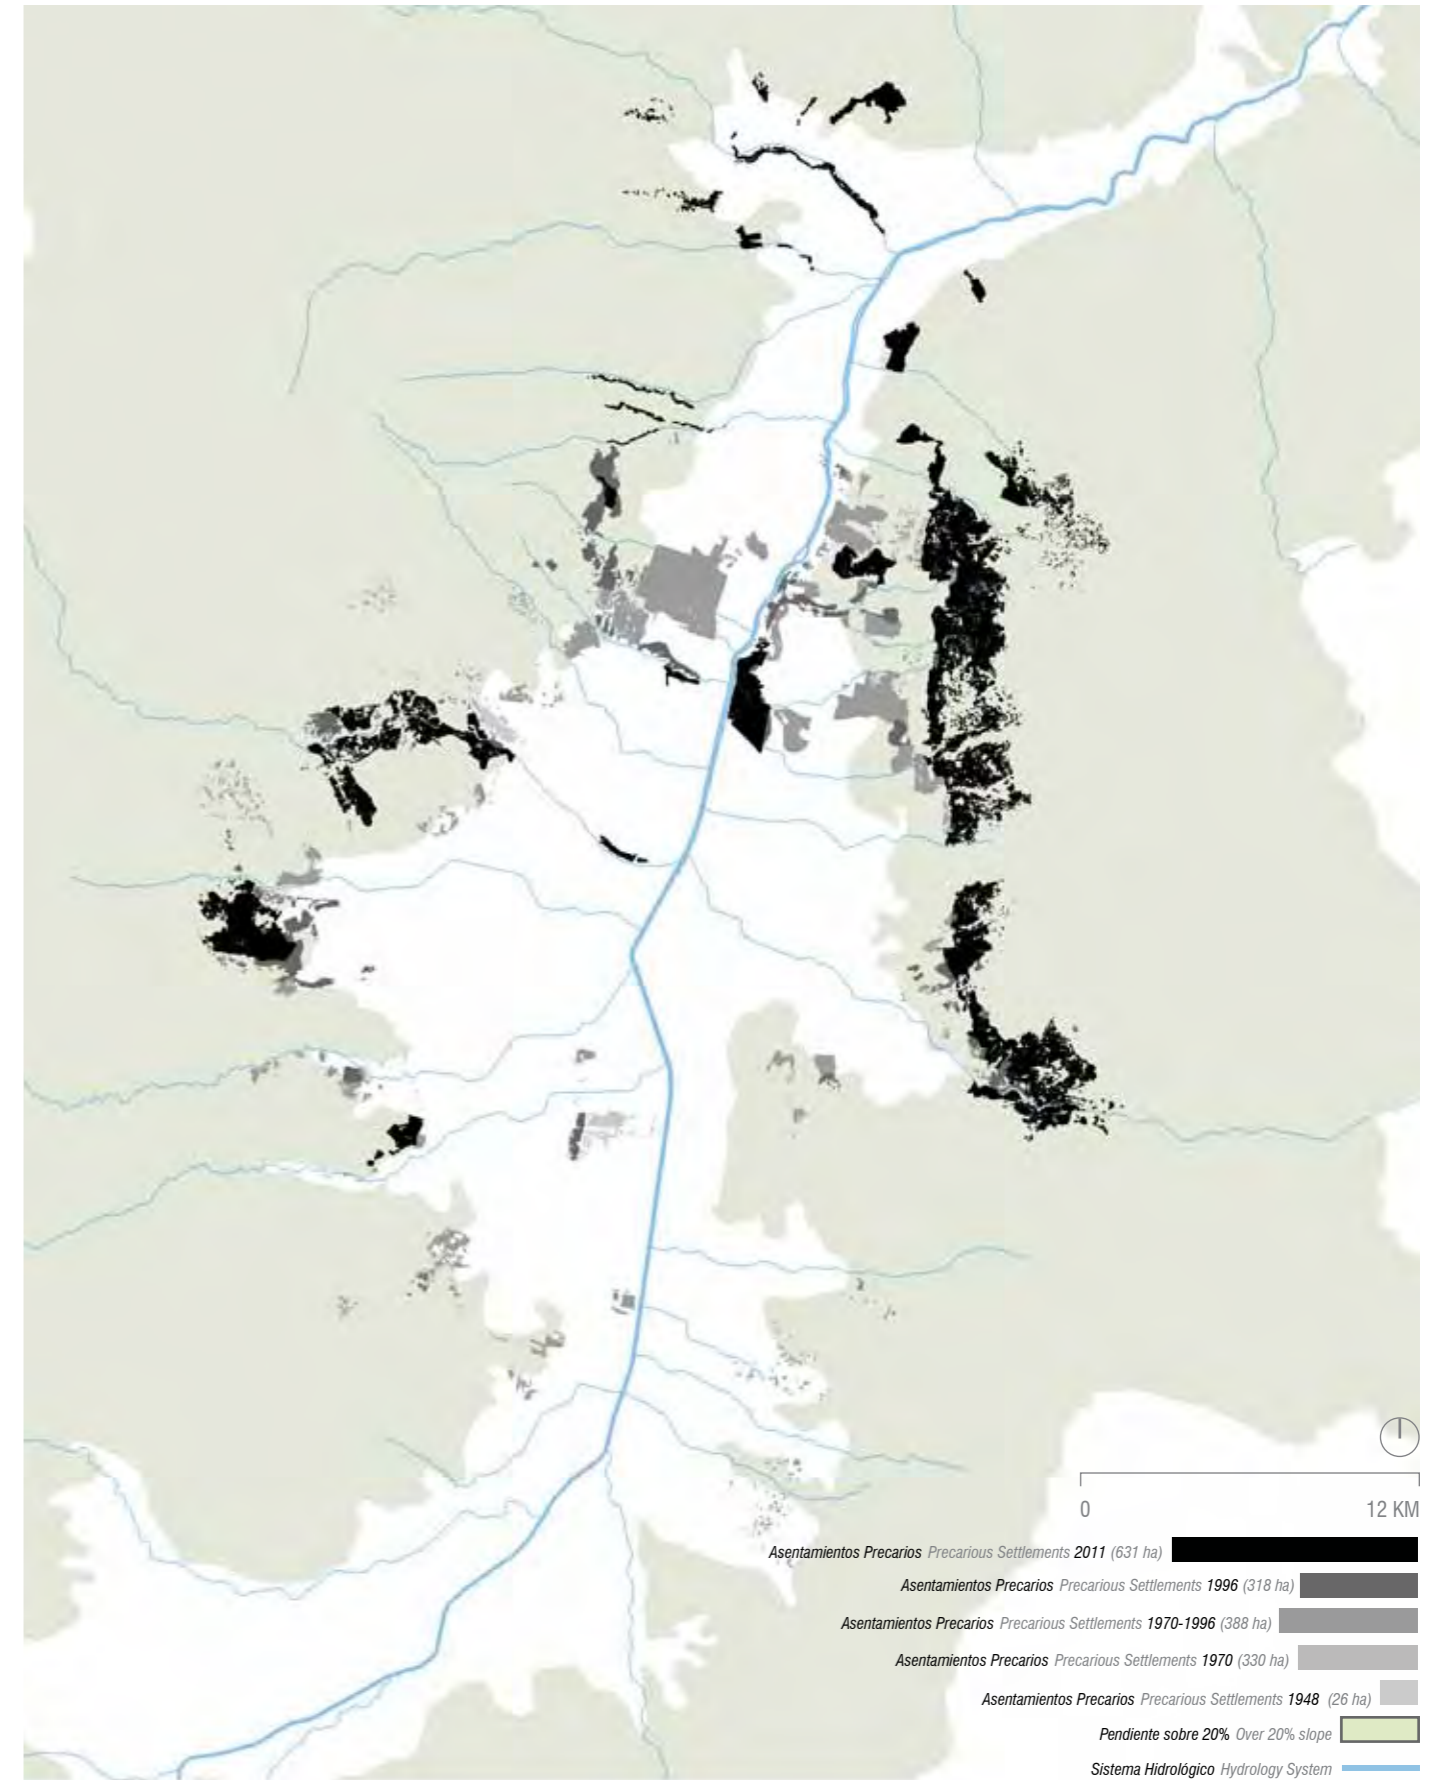 0 12 KM
Asentamientos Precarios Precarious Settlements 2011 (631 ha)
Asentamientos Precarios Precarious Settlements 1996 (318 ha)
Asentamientos Precarios Precarious Settlements 1970-1996 (388 ha)
Asentamientos Precarios Precarious Settlements 1970 (330 ha)
Asentamientos Precarios Precarious Settlements 1948 (26 ha)
Pendiente sobre 20% Over 20% slope
Sistema Hidrológico Hydrology System